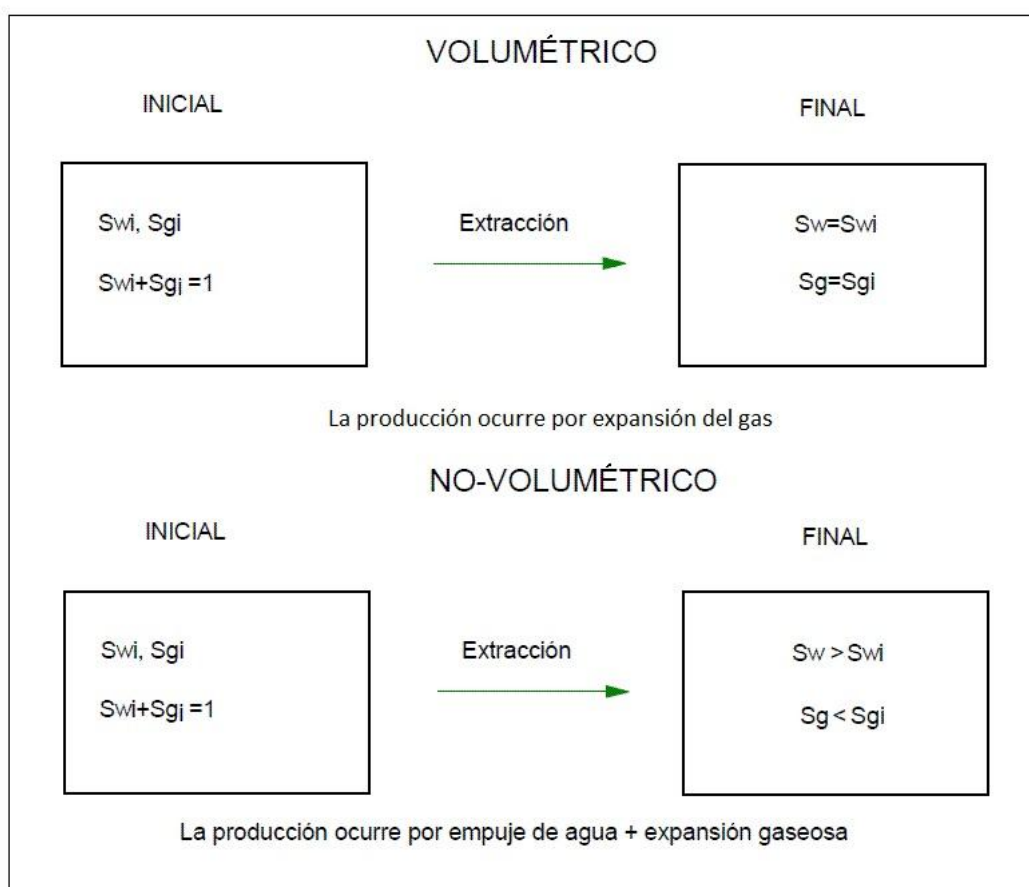 VOLUMÉTRICO
INICIAL
FINAL
Swi, Sgi
Swi+Sgi =1
Extracción
Sw=Swi
Sg=Sgi
La producción ocurre por expansión del gas
NO-VOLUMÉTRICO
INICIAL
FINAL
Swi, Sgi
Swi+Sgi =1
Extracción
Sw > Swi
Sg < Sgi
La producción ocurre por empuje de agua + expansión gaseosa